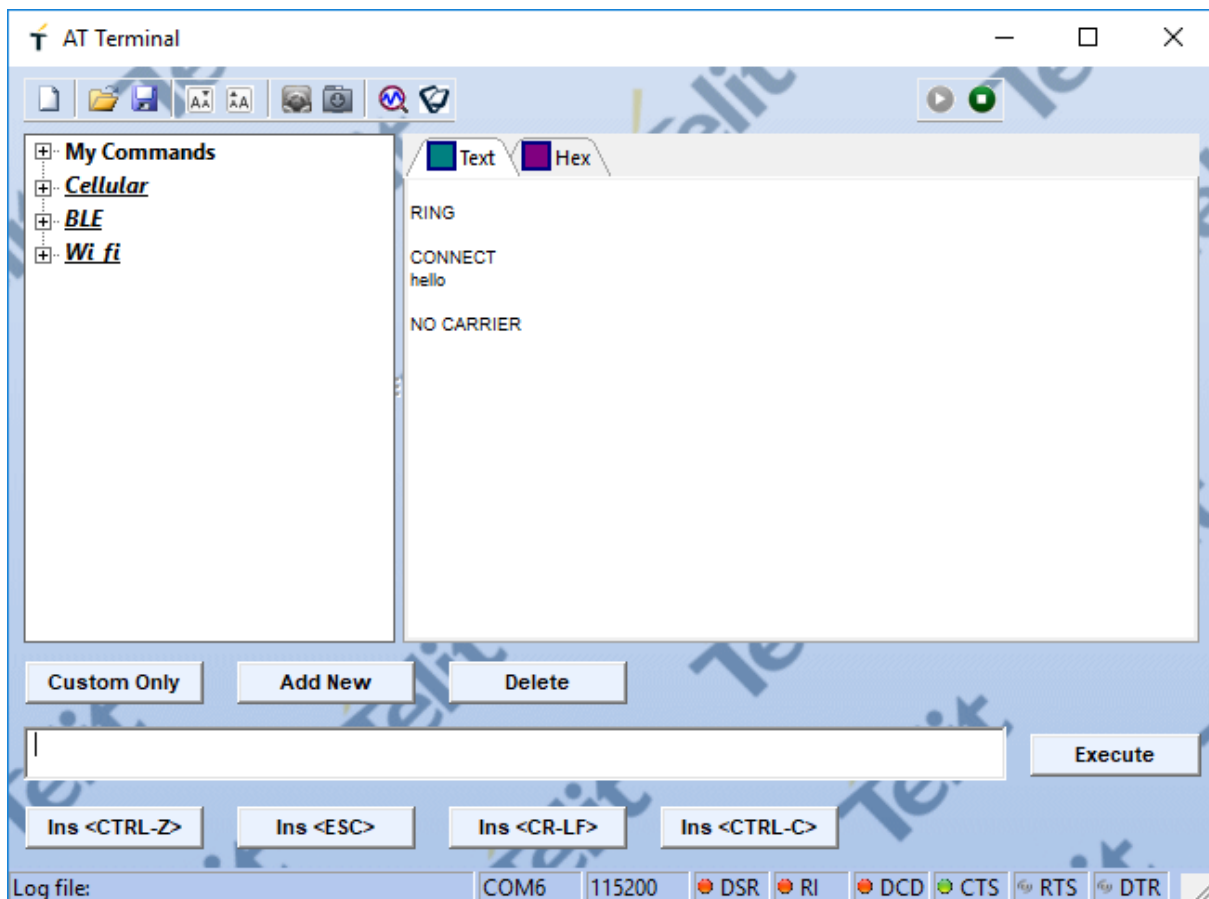 AT Terminal
My Commands
Cellular
BLE
Wi fi
Text
Hex
RING
CONNECT
hello
NO CARRIER
Custom Only
Add New
Delete
Execute
Ins <CTRL-Z>
Ins <ESC>
Ins <CR-LF>
Ins <CTRL-C>
Log file:
COM6
115200
DSR
RI
DCD
CTS
RTS
DTR
Telit